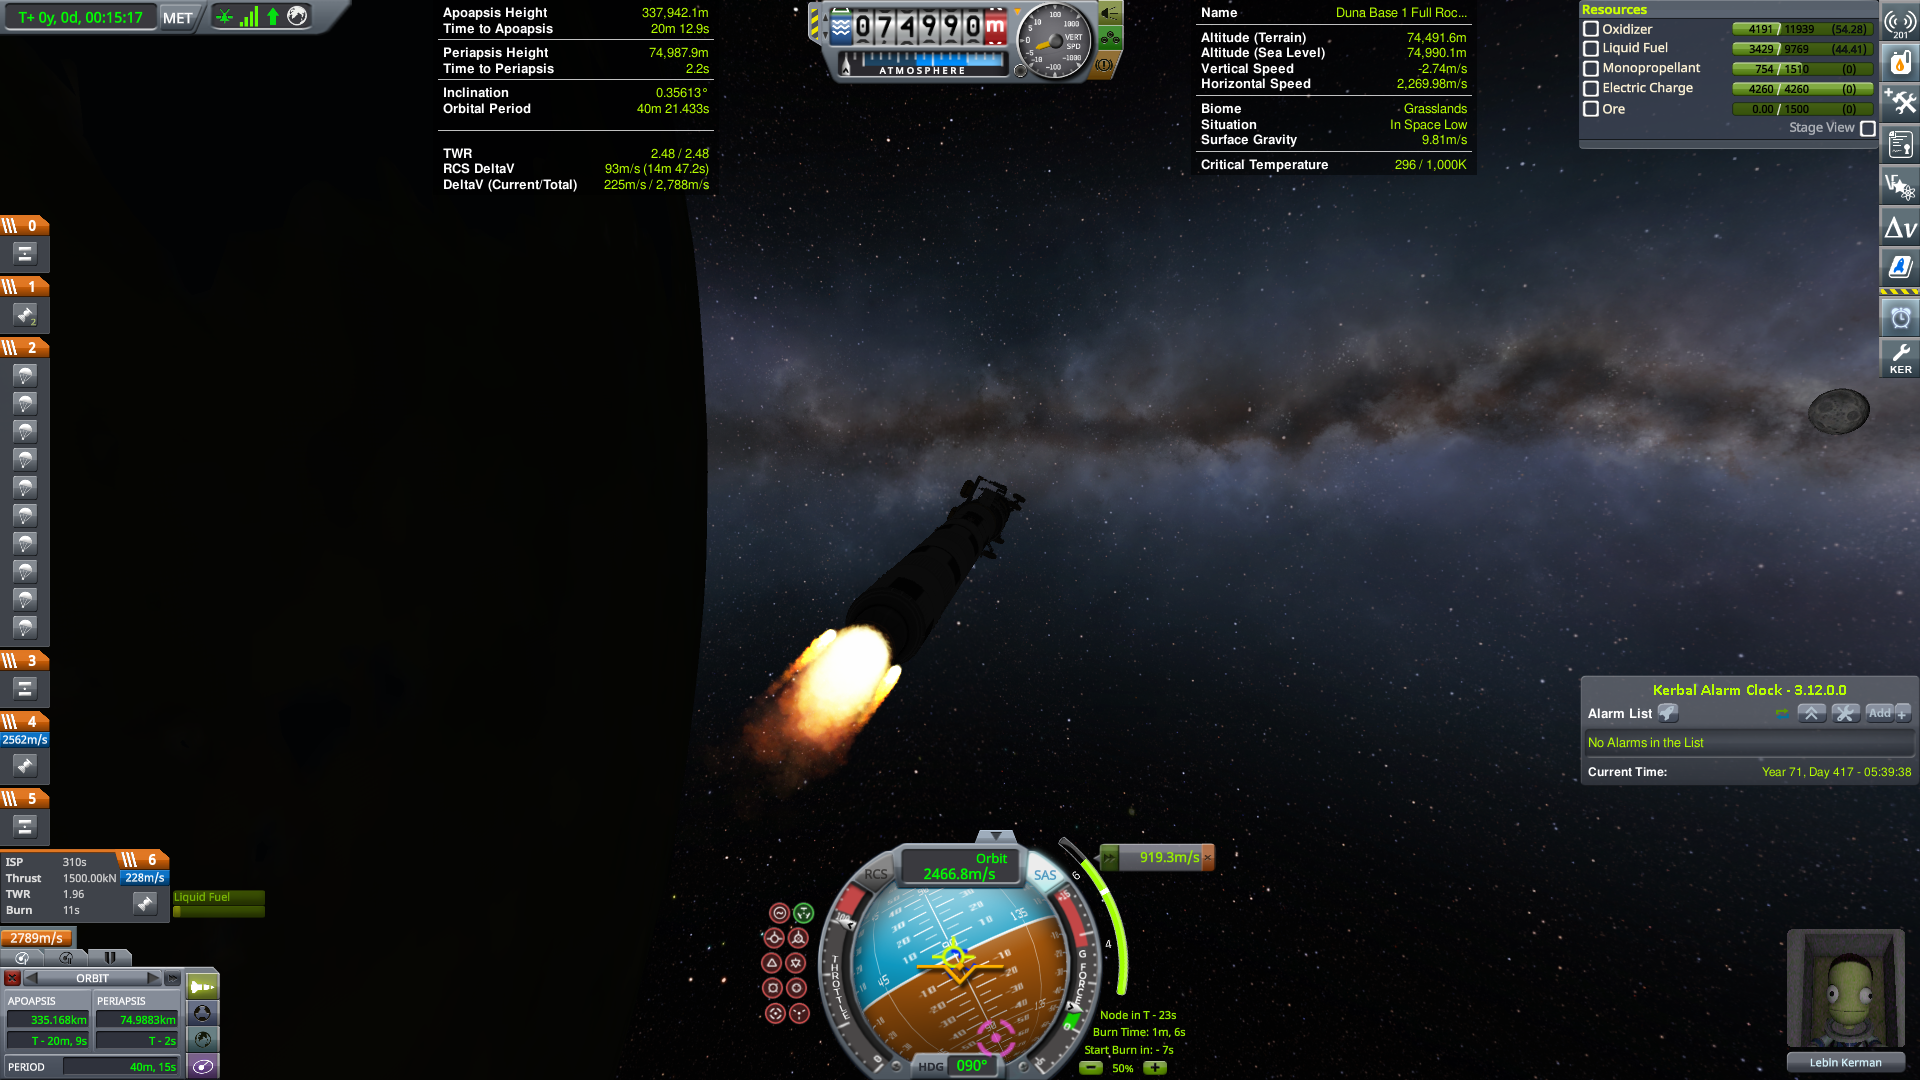 T+ 0y, 0d, 00:15:17 MET
Apoapsis Height 337,942.1m
Time to Apoapsis 20m 12.9s
Periapsis Height 74,987.9m
Time to Periapsis 2.2s
Inclination 0.35613°
Orbital Period 40m 21.433s
TWR 2.48 / 2.48
RCS DeltaV 93m/s (14m 47.2s)
DeltaV (Current/Total) 225m/s / 2,788m/s
074990 m
ATMOSPHERE
VERT SPD
Name Duna Base 1 Full Roc...
Altitude (Terrain) 74,491.6m
Altitude (Sea Level) 74,990.1m
Vertical Speed -2.74m/s
Horizontal Speed 2,269.98m/s
Biome Grasslands
Situation In Space Low
Surface Gravity 9.81m/s
Critical Temperature 296 / 1,000K
Resources
Oxidizer 4191 / 11939 (54.28)
Liquid Fuel 3429 / 9769 (44.41)
Monopropellant 754 / 1510 (0)
Electric Charge 4260 / 4260 (0)
Ore 0.00 / 1500 (0)
Stage View
201
Δv
KER
0
1
2
2
3
4
2562m/s
5
6
ISP 310s
Thrust 1500.00kN 228m/s
TWR 1.96
Burn 11s
Liquid Fuel
2789m/s
ORBIT
APOAPSIS PERIAPSIS
335.168km 74.9883km
T - 20m, 9s T - 2s
PERIOD 40m, 15s
Kerbal Alarm Clock - 3.12.0.0
Alarm List Add
No Alarms in the List
Current Time: Year 71, Day 417 - 05:39:38
Orbit
2466.8m/s
RCS SAS
919.3m/s
THROTTLE
G FORCE
HDG 090°
Node in T - 23s
Burn Time: 1m, 6s
Start Burn in: - 7s
50%
Lebin Kerman